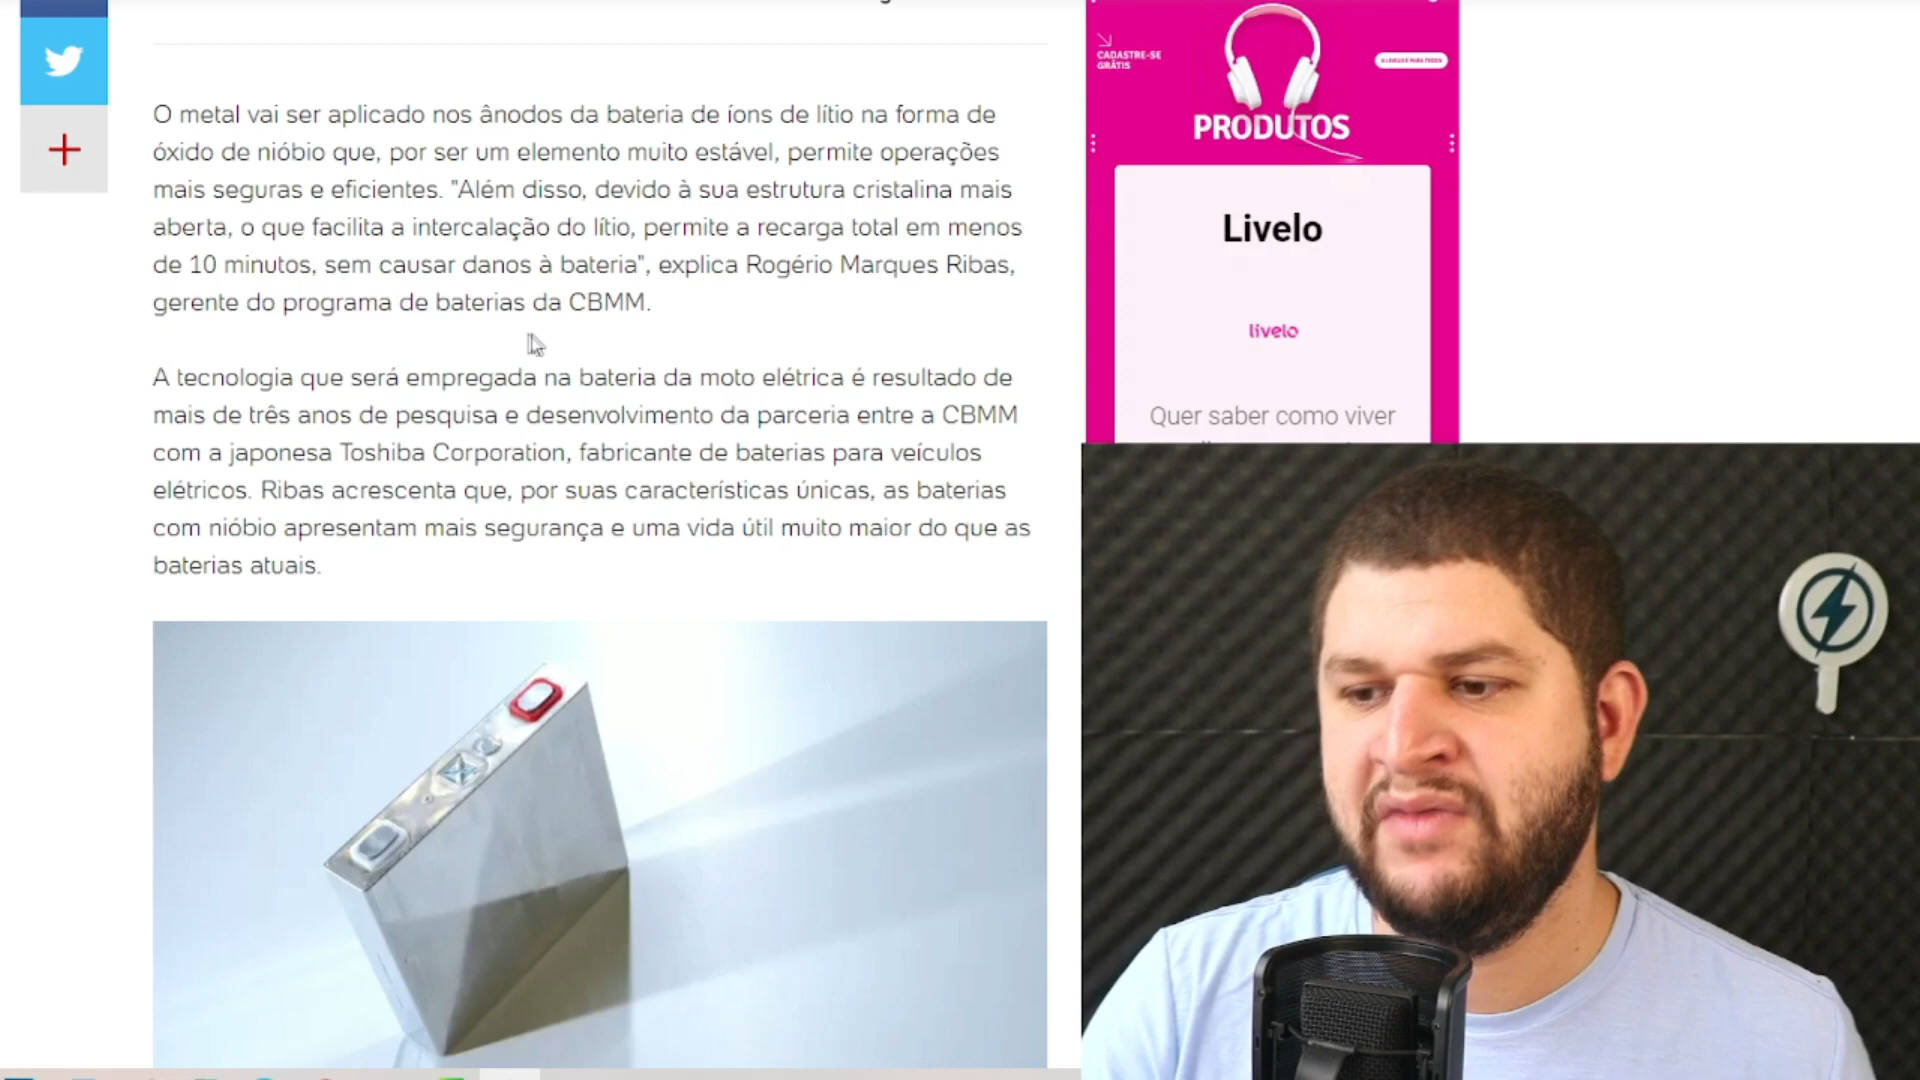 O metal vai ser aplicado nos ânodos da bateria de íons de lítio na forma de
óxido de nióbio que, por ser um elemento muito estável, permite operações
mais seguras e eficientes. "Além disso, devido à sua estrutura cristalina mais
aberta, o que facilita a intercalação do lítio, permite a recarga total em menos
de 10 minutos, sem causar danos à bateria", explica Rogério Marques Ribas,
gerente do programa de baterias da CBMM.
A tecnologia que será empregada na bateria da moto elétrica é resultado de
mais de três anos de pesquisa e desenvolvimento da parceria entre a CBMM
com a japonesa Toshiba Corporation, fabricante de baterias para veículos
elétricos. Ribas acrescenta que, por suas características únicas, as baterias
com nióbio apresentam mais segurança e uma vida útil muito maior do que as
baterias atuais.
CADASTRE-SE
GRÁTIS
PRODUTOS
Livelo
livelo
Quer saber como viver